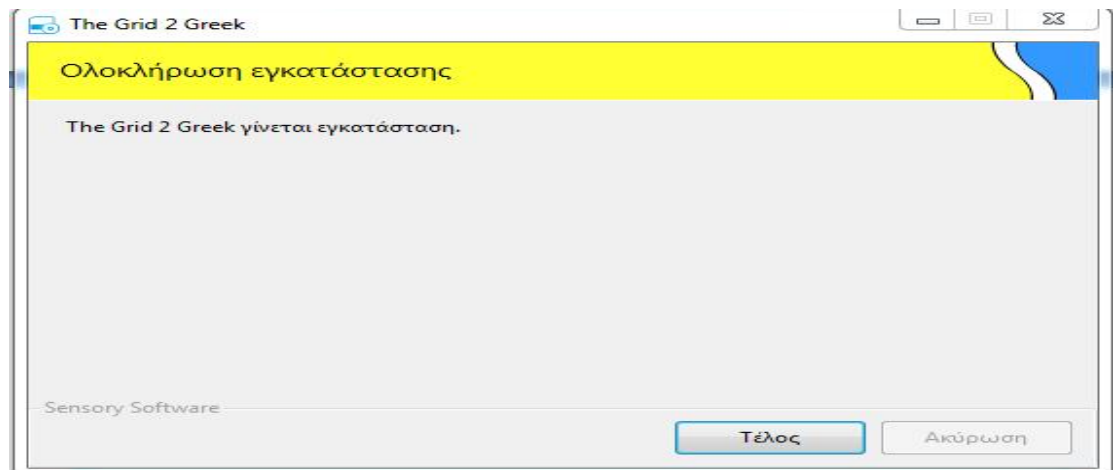 The Grid 2 Greek
Ολοκλήρωση εγκατάστασης
The Grid 2 Greek γίνεται εγκατάσταση.
Sensory Software
Τέλος
Ακύρωση